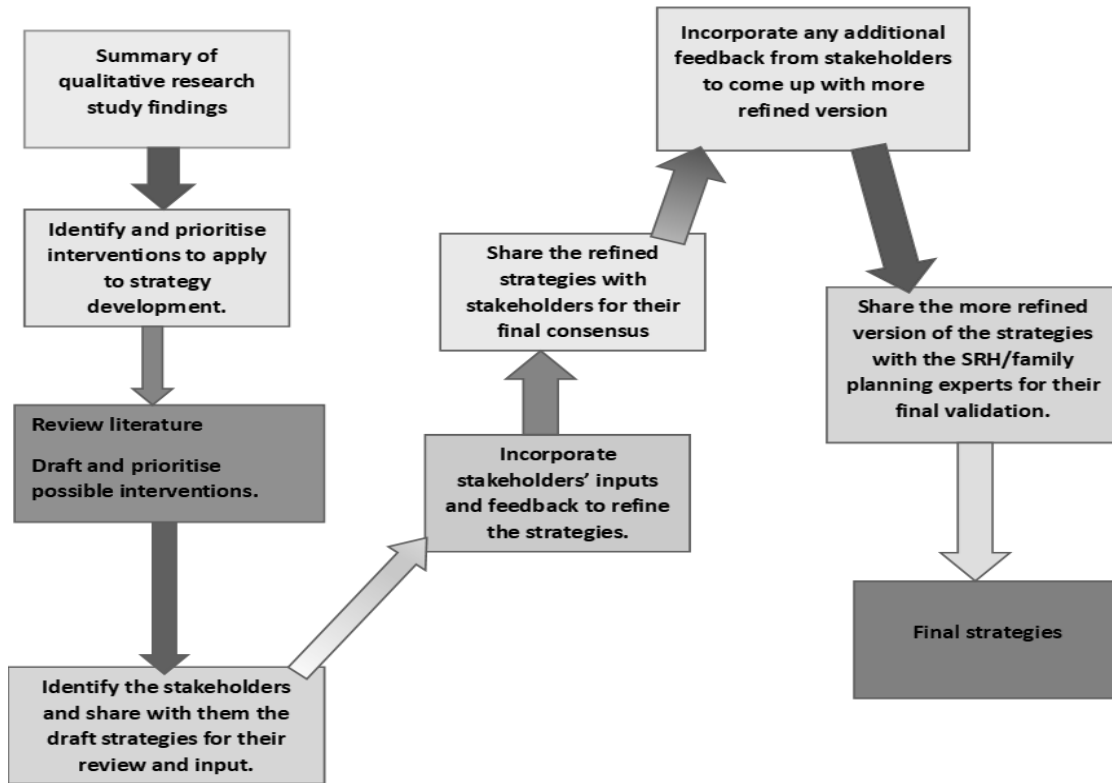 Summary of
qualitative research
study findings
Identify and prioritise
interventions to apply
to strategy
development.
Review literature
Draft and prioritise
possible interventions.
Identify the stakeholders
and share with them the
draft strategies for their
review and input.
Incorporate
stakeholders’ inputs
and feedback to refine
the strategies.
Share the refined
strategies with
stakeholders for their
final consensus
Incorporate any additional
feedback from stakeholders
to come up with more
refined version
Share the more refined
version of the strategies
with the SRH/family
planning experts for their
final validation.
Final strategies